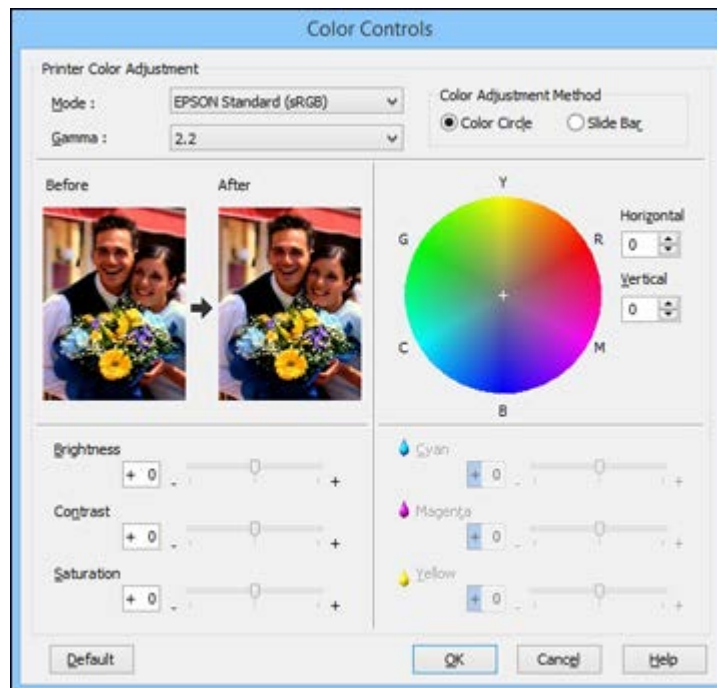 Color Controls
Printer Color Adjustment
Mode :
EPSON Standard (sRGB)
Gamma :
2.2
Color Adjustment Method
Color Circle
Slide Bar
Before
After
Y
G
R
C
M
B
Horizontal
0
Vertical
0
Brightness
+ 0
- +
Contrast
+ 0
- +
Saturation
+ 0
- +
Cyan
+ 0
- +
Magenta
+ 0
- +
Yellow
+ 0
- +
Default
OK
Cancel
Help